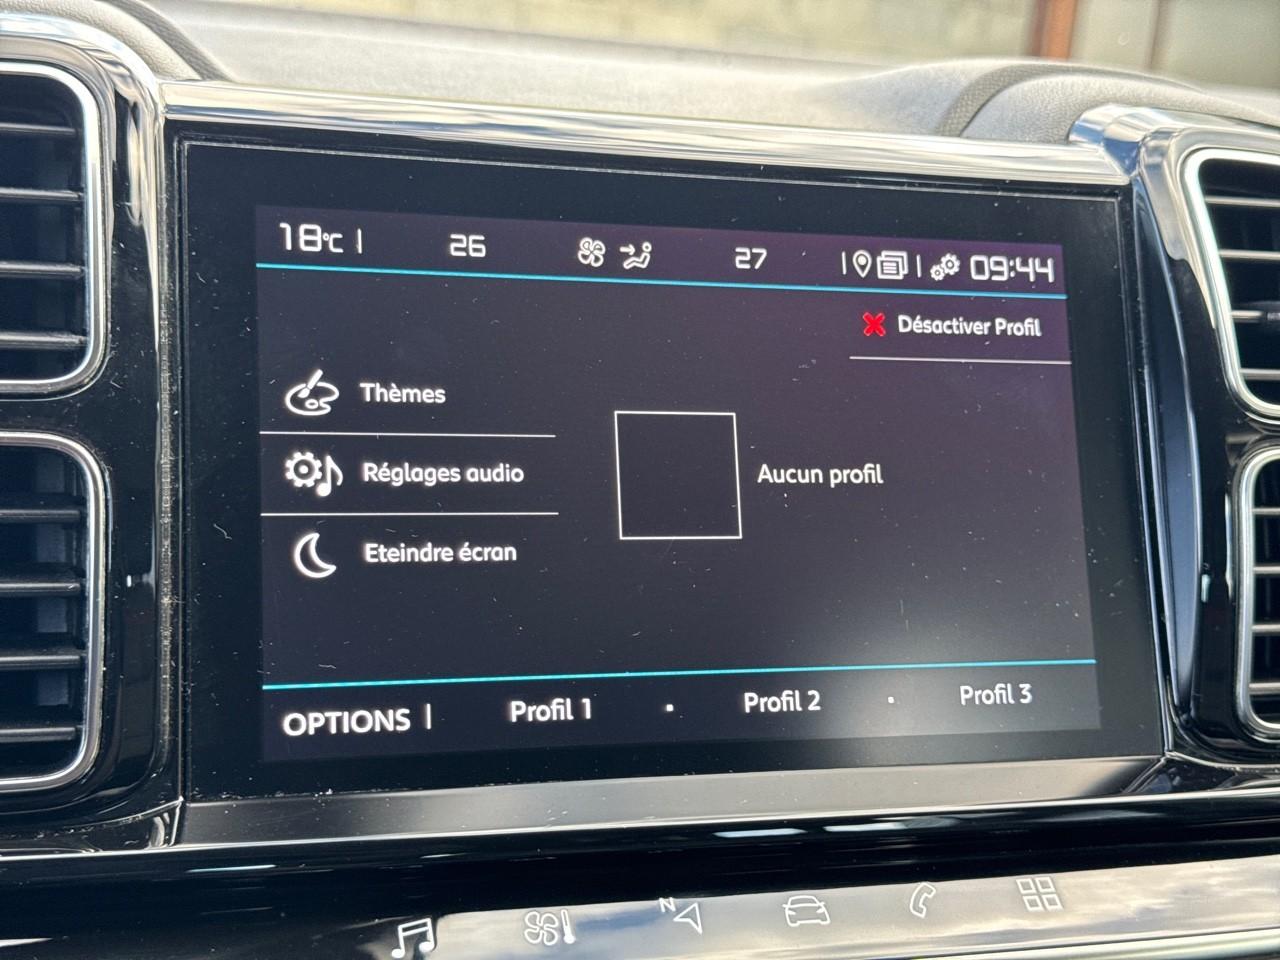 18°C 26 27 09:44
Désactiver Profil
Thèmes
Réglages audio
Aucun profil
Eteindre écran
OPTIONS Profil 1 · Profil 2 · Profil 3
N